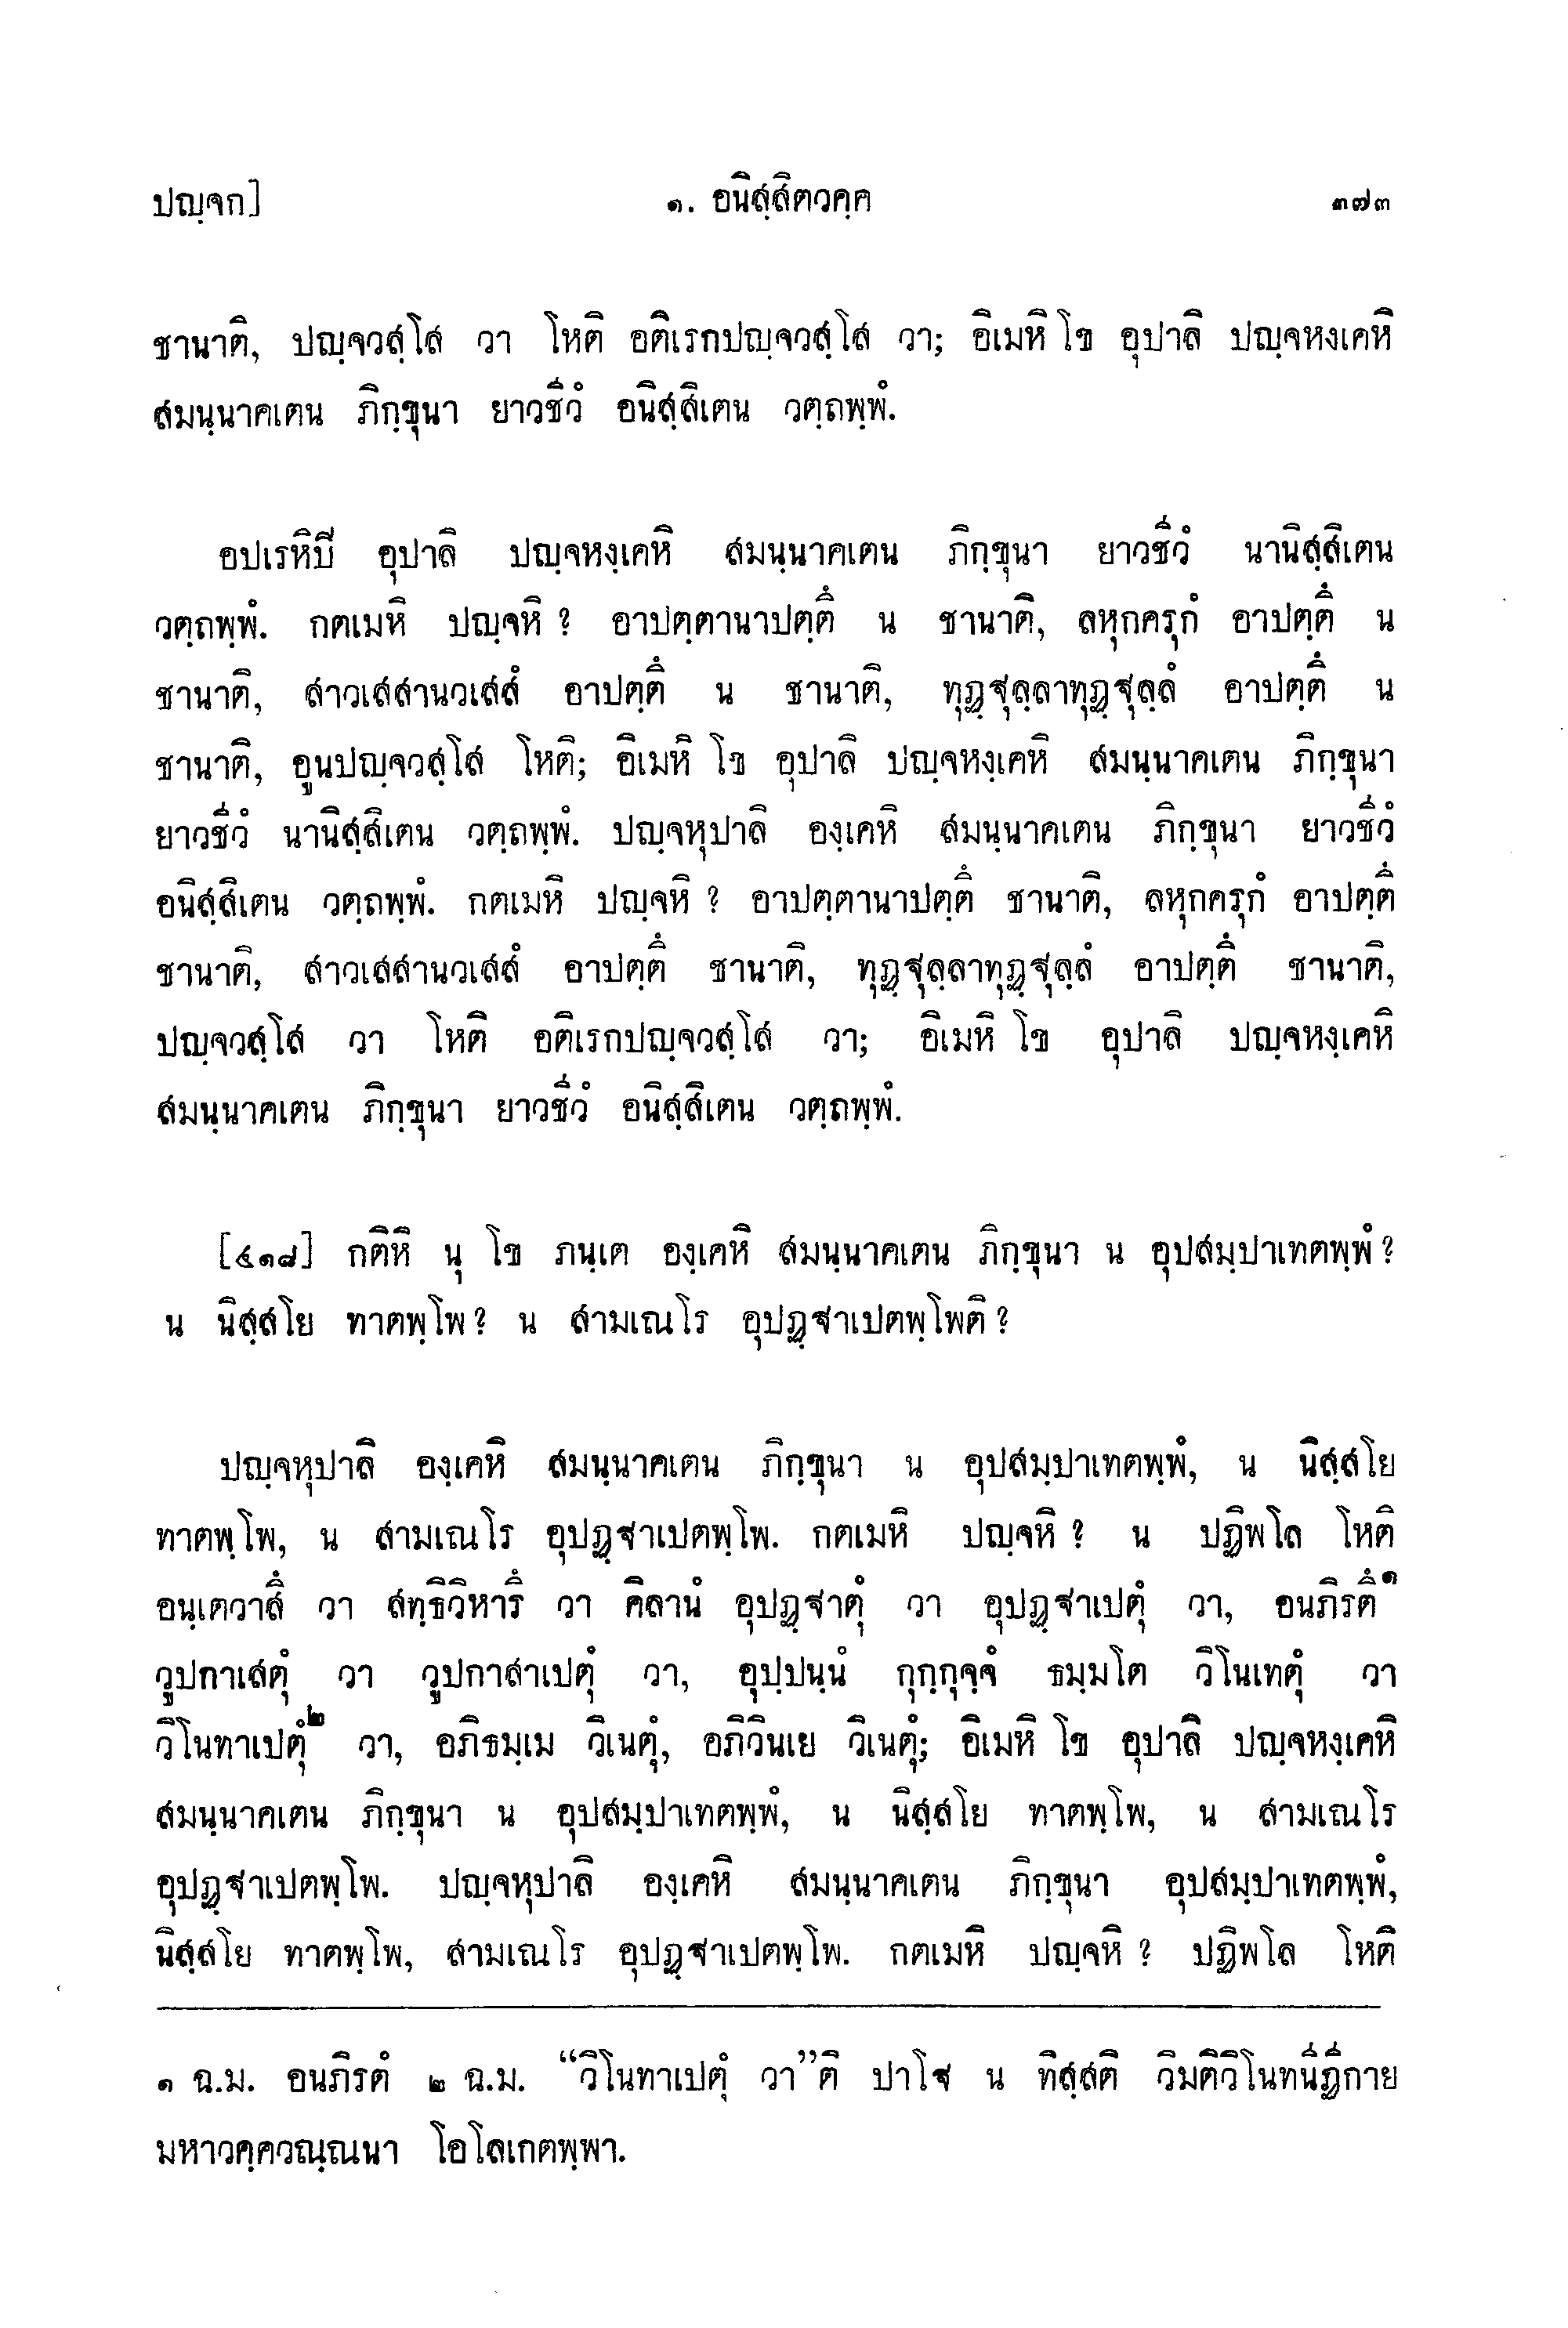 ปญฺจก]
๑. อนิสฺสิตวคฺค
๓๗๓
ชานาติ, ปญฺจวสฺโส วา โหติ อติเรกปญฺจวสฺโส วา; อิเมหิ โข อุปาลิ ปญฺจหงเคหิ
สมนฺนาคเตน ภิกฺขุนา ยาวชีวํ อนิสฺสิเตน วตฺถพฺพํ.
อปเรหิปิ อุปาลิ ปญฺจหงฺเคหิ สมนฺนาคเตน ภิกฺขุนา ยาวชีวํ นานิสฺสิเตน
วตฺถพฺพํ. กตเมหิ ปญฺจหิ ? อาปตฺตานาปตฺตึ น ชานาติ, ลหุกครุกํ อาปตฺตึ น
ชานาติ, สาวเสสานวเสสํ อาปตฺตึ น ชานาติ, ทุฏฺฐุลฺลาทุฏฺฐุลฺลํ อาปตฺตึ น
ชานาติ, อูนปญฺจวสฺโส โหติ; อิเมหิ โข อุปาลิ ปญฺจหงฺเคหิ สมนฺนาคเตน ภิกฺขุนา
ยาวชีวํ นานิสฺสิเตน วตฺถพฺพํ. ปญฺจหุปาลิ องฺเคหิ สมนฺนาคเตน ภิกฺขุนา ยาวชีวํ
อนิสฺสิเตน วตฺถพฺพํ. กตเมหิ ปญฺจหิ ? อาปตฺตานาปตฺตึ ชานาติ, ลหุกครุกํ อาปตฺตึ
ชานาติ, สาวเสสานวเสสํ อาปตฺตึ ชานาติ, ทุฏฺฐุลฺลาทุฏฺฐุลฺลํ อาปตฺตึ ชานาติ,
ปญฺจวสฺโส วา โหติ อติเรกปญฺจวสฺโส วา; อิเมหิ โข อุปาลิ ปญฺจหงฺเคหิ
สมนฺนาคเตน ภิกฺขุนา ยาวชีวํ อนิสฺสิเตน วตฺถพฺพํ.
[๔๑๘] กติหิ นุ โข ภนฺเต องฺเคหิ สมนฺนาคเตน ภิกฺขุนา น อุปสมฺปาเทตพฺพํ ?
น นิสฺสโย ทาตพฺโพ ? น สามเณโร อุปฏฺฐาเปตพฺโพติ ?
ปญฺจหุปาลิ องฺเคหิ สมนฺนาคเตน ภิกฺขุนา น อุปสมฺปาเทตพฺพํ, น นิสฺสโย
ทาตพฺโพ, น สามเณโร อุปฏฺฐาเปตพฺโพ. กตเมหิ ปญฺจหิ ? น ปฏิพโล โหติ
อนฺเตวาสึ วา สทฺธิวิหารึ วา คิลานํ อุปฏฺฐาตุํ วา อุปฏฺฐาเปตุํ วา, อนภิรตึ๑
วูปกาเสตุํ วา วูปกาสาเปตุํ วา, อุปฺปนฺนํ กุกฺกุจฺจํ ธมฺมโต วิโนเทตุํ วา
วิโนทาเปตุํ๒ วา, อภิธมฺเม วิเนตุํ, อภิวินเย วิเนตุํ; อิเมหิ โข อุปาลิ ปญฺจหงฺเคหิ
สมนฺนาคเตน ภิกฺขุนา น อุปสมฺปาเทตพฺพํ, น นิสฺสโย ทาตพฺโพ, น สามเณโร
อุปฏฺฐาเปตพฺโพ. ปญฺจหุปาลิ องฺเคหิ สมนฺนาคเตน ภิกฺขุนา อุปสมฺปาเทตพฺพํ,
นิสฺสโย ทาตพฺโพ, สามเณโร อุปฏฺฐาเปตพฺโพ. กตเมหิ ปญฺจหิ ? ปฏิพโล โหติ
๑ ฉ.ม. อนภิรตํ ๒ ฉ.ม. “วิโนทาเปตุํ วา”ติ ปาโฐ น ทิสฺสติ วิมติวิโนทนีฏีกาย
มหาวคฺควณฺณนา โอโลเกตพฺพา.